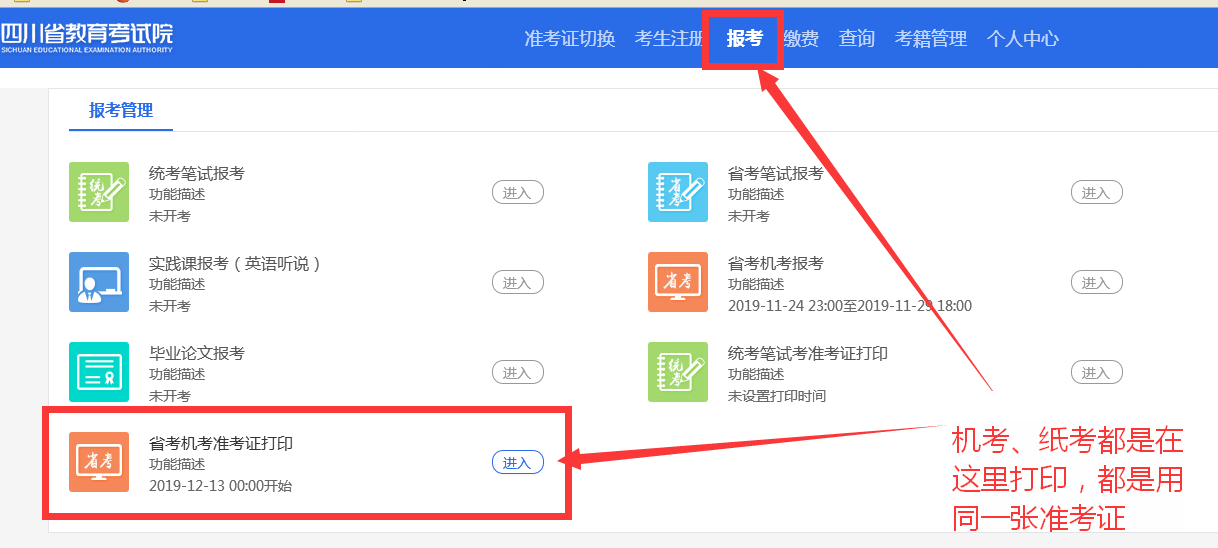 四川省教育考试院
SICHUAN EDUCATIONAL EXAMINATION AUTHORITY
准考证切换 考生注册 报考 缴费 查询 考籍管理 个人中心
报考管理
统考
统考笔试报考
功能描述
未开考
进入
省考
省考笔试报考
功能描述
未开考
进入
实践课报考（英语听说）
功能描述
未开考
进入
省考
省考机考报考
功能描述
2019-11-24 23:00至2019-11-29 18:00
进入
毕业论文报考
功能描述
未开考
进入
统考
统考笔试考准考证打印
功能描述
未设置打印时间
进入
省考
省考机考准考证打印
功能描述
2019-12-13 00:00开始
进入
机考、纸考都是在
这里打印，都是用
同一张准考证